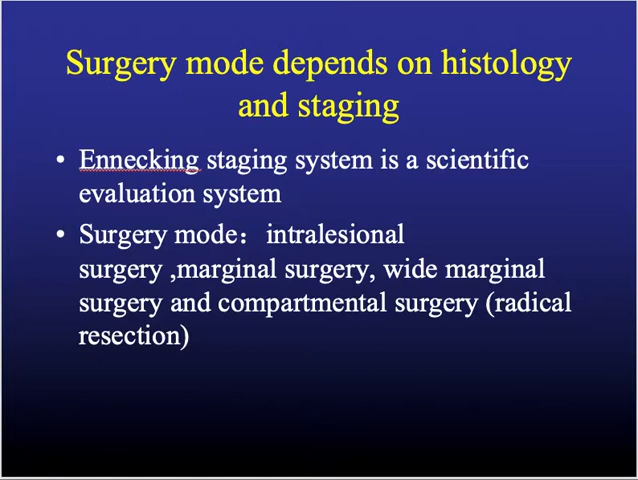 Surgery mode depends on histology
and staging
• Ennecking staging system is a scientific
evaluation system
• Surgery mode： intralesional
surgery ,marginal surgery, wide marginal
surgery and compartmental surgery (radical
resection)